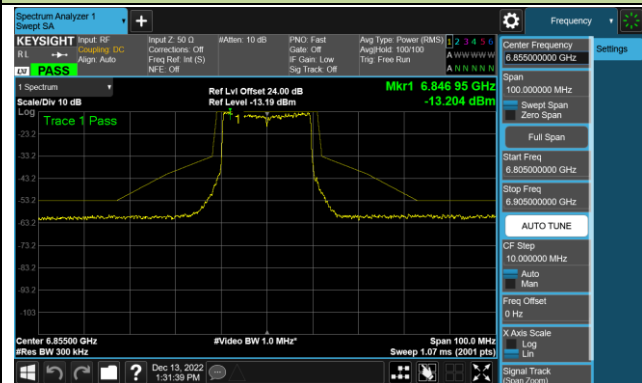 Spectrum Analyzer 1
Swept SA
Frequency
KEYSIGHT Input: RF
Coupling: DC
Align: Auto
Input Z: 50 Ω
Corrections: Off
Freq Ref: Int (S)
NFE: Off
#Atten: 10 dB
PNO: Fast
Gate: Off
IF Gain: Low
Sig Track: Off
Avg Type: Power (RMS)
Avg|Hold: 100/100
Trig: Free Run
1 2 3 4 5 6
A W W W W W
A N N N N N
RL
LXI PASS
1 Spectrum
Scale/Div 10 dB
Ref Lvl Offset 24.00 dB
Ref Level -13.19 dBm
Mkr1 6.846 95 GHz
-13.204 dBm
Log
Trace 1 Pass
1
-23.2
-33.2
-43.2
-53.2
-63.2
-73.2
-83.2
-93.2
-103
Center 6.85500 GHz
#Res BW 300 kHz
#Video BW 1.0 MHz*
Span 100.0 MHz
Sweep 1.07 ms (2001 pts)
Dec 13, 2022
1:31:39 PM
Center Frequency
6.855000000 GHz
Settings
Span
100.000000 MHz
Swept Span
Zero Span
Full Span
Start Freq
6.805000000 GHz
Stop Freq
6.905000000 GHz
AUTO TUNE
CF Step
10.000000 MHz
Auto
Man
Freq Offset
0 Hz
X Axis Scale
Log
Lin
Signal Track
(Span Zoom)